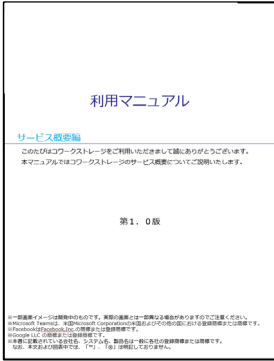 利用マニュアル
サービス概要編
このたびはコワークストレージをご利用いただきまして誠にありがとうございます。
本マニュアルではコワークストレージのサービス概要についてご説明いたします。
第1．0版
※一部画面イメージは開発中のものです。実際の画面とは一部異なる場合がありますのでご注意ください。
※Microsoft Teamsは、米国Microsoft Corporationの米国およびその他の国における登録商標または商標です。
※FacebookはFacebook,Inc.の商標または登録商標です。
※Google LLC の商標または登録商標です。
※本書に記載されている会社名、システム名、製品名は一般に各社の登録商標または商標です。
なお、本文および図表中では、「™」、「®」は明記しておりません。